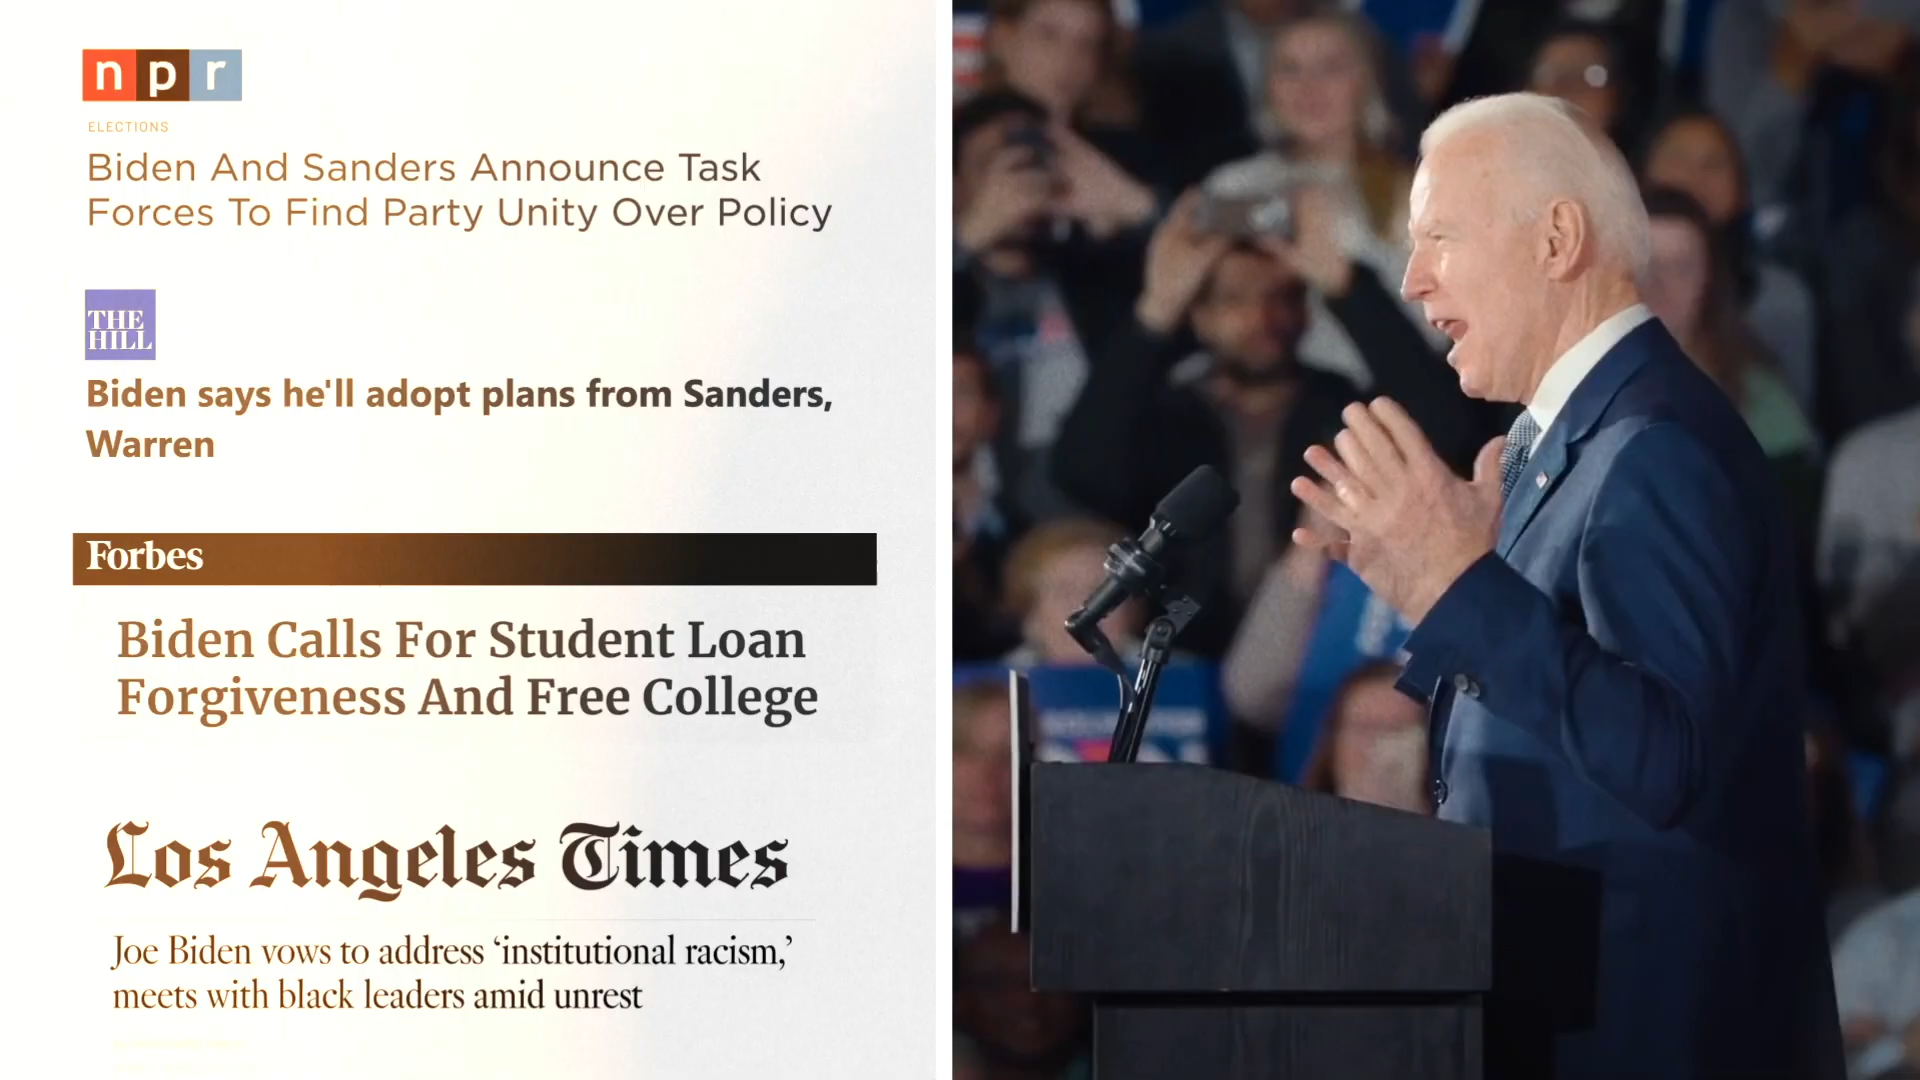 npr
ELECTIONS
Biden And Sanders Announce Task
Forces To Find Party Unity Over Policy
THE
HILL
Biden says he'll adopt plans from Sanders,
Warren
Forbes
Biden Calls For Student Loan
Forgiveness And Free College
Los Angeles Times
Joe Biden vows to address ‘institutional racism,’
meets with black leaders amid unrest